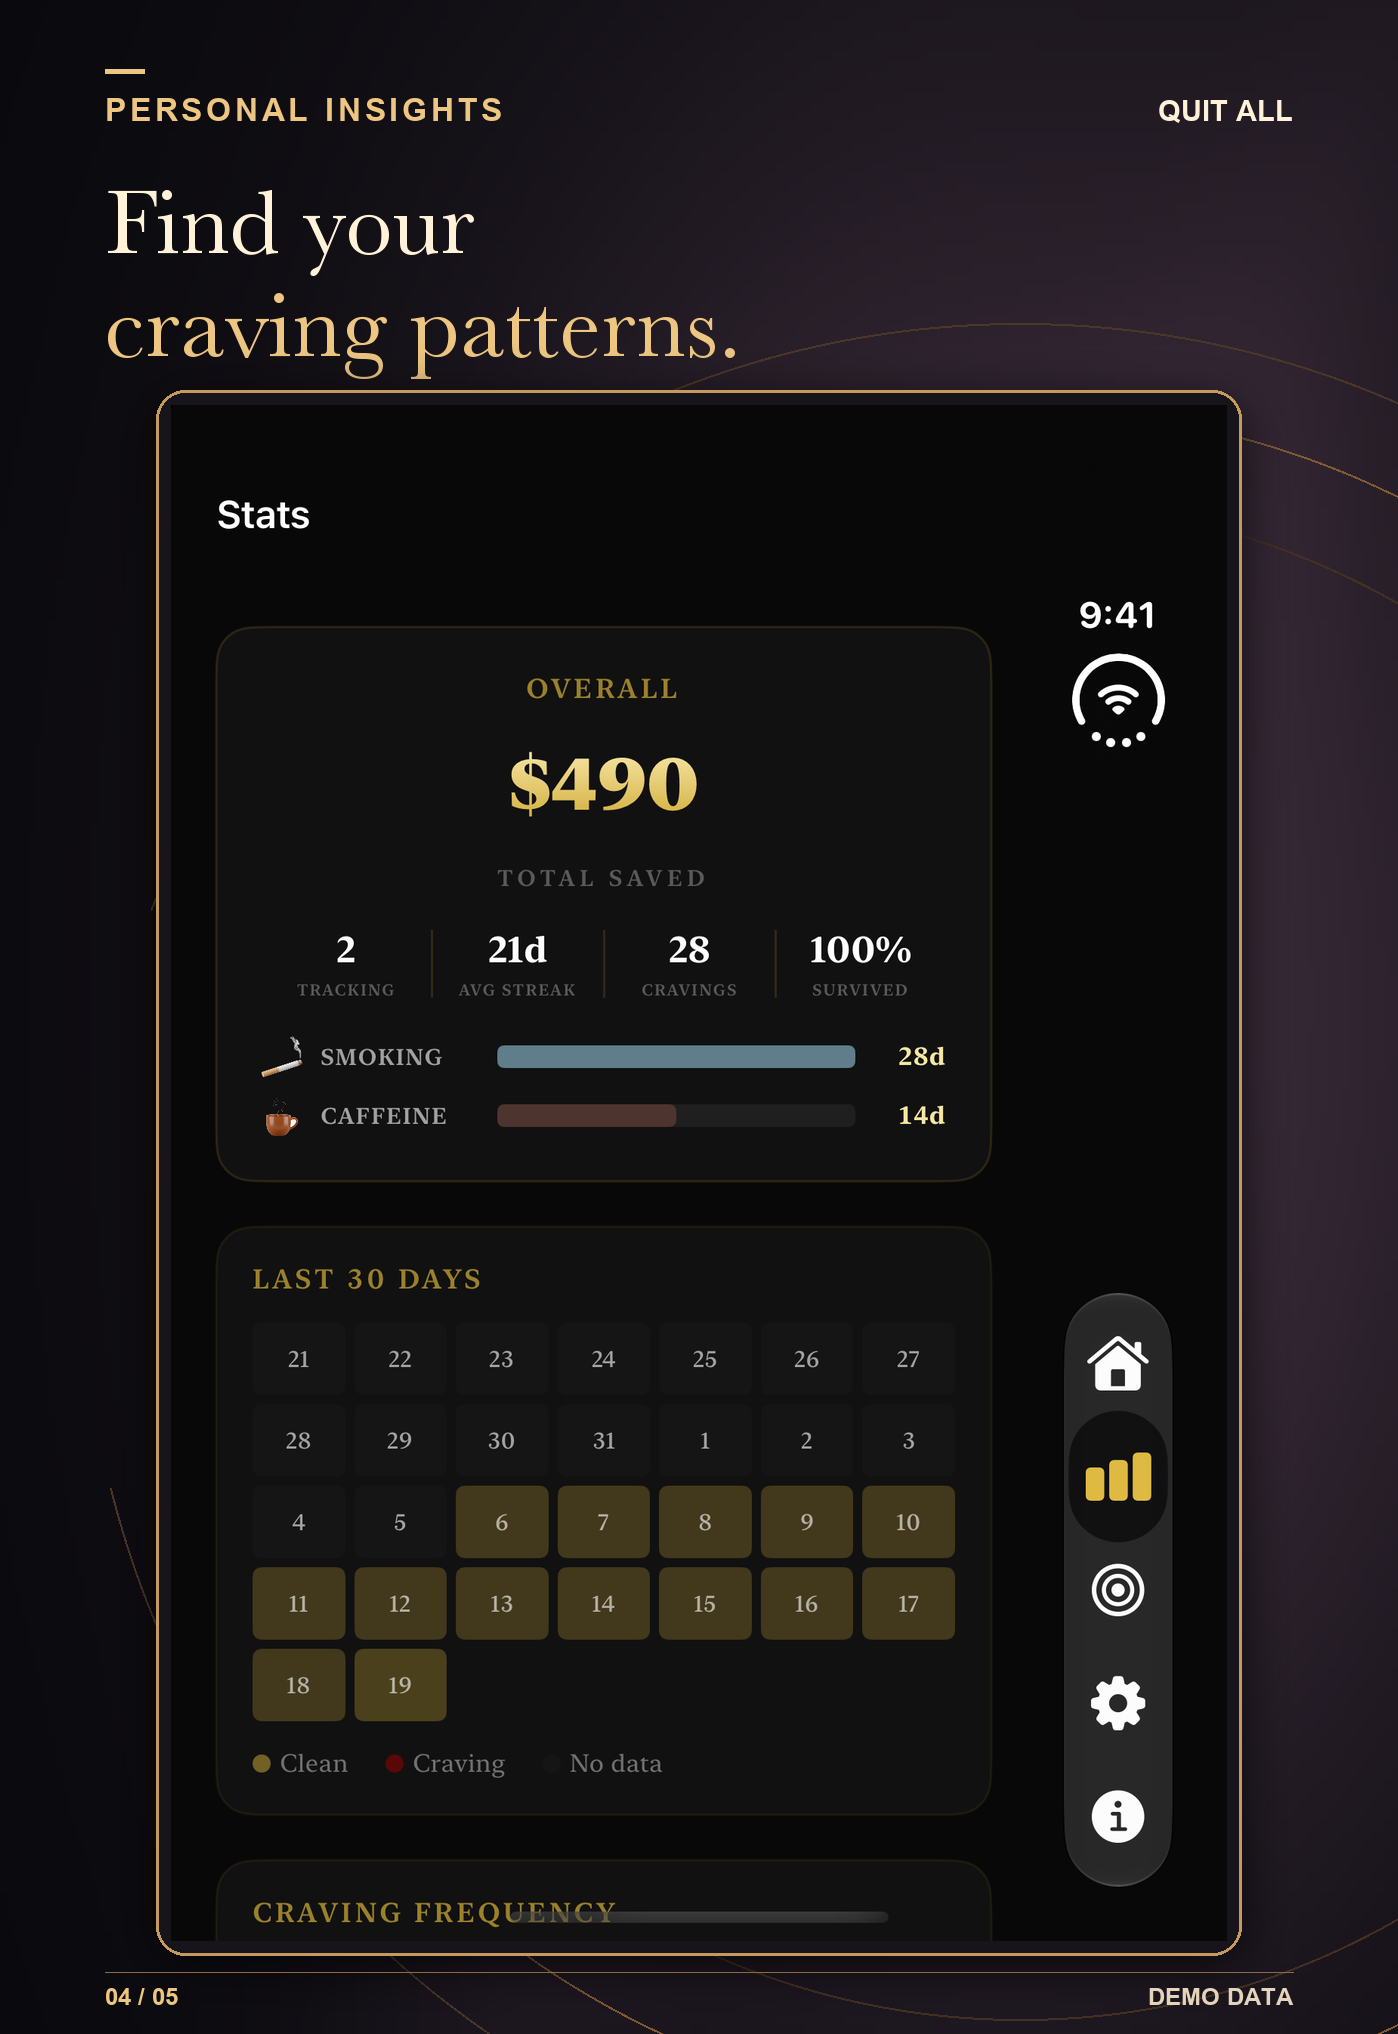 PERSONAL INSIGHTS
QUIT ALL
Find your
craving patterns.
Stats
9:41
OVERALL
$490
TOTAL SAVED
2 21d 28 100%
TRACKING AVG STREAK CRAVINGS SURVIVED
SMOKING 28d
CAFFEINE 14d
LAST 30 DAYS
21 22 23 24 25 26 27
28 29 30 31 1 2 3
4 5 6 7 8 9 10
11 12 13 14 15 16 17
18 19
Clean Craving No data
CRAVING FREQUENCY
04 / 05
DEMO DATA